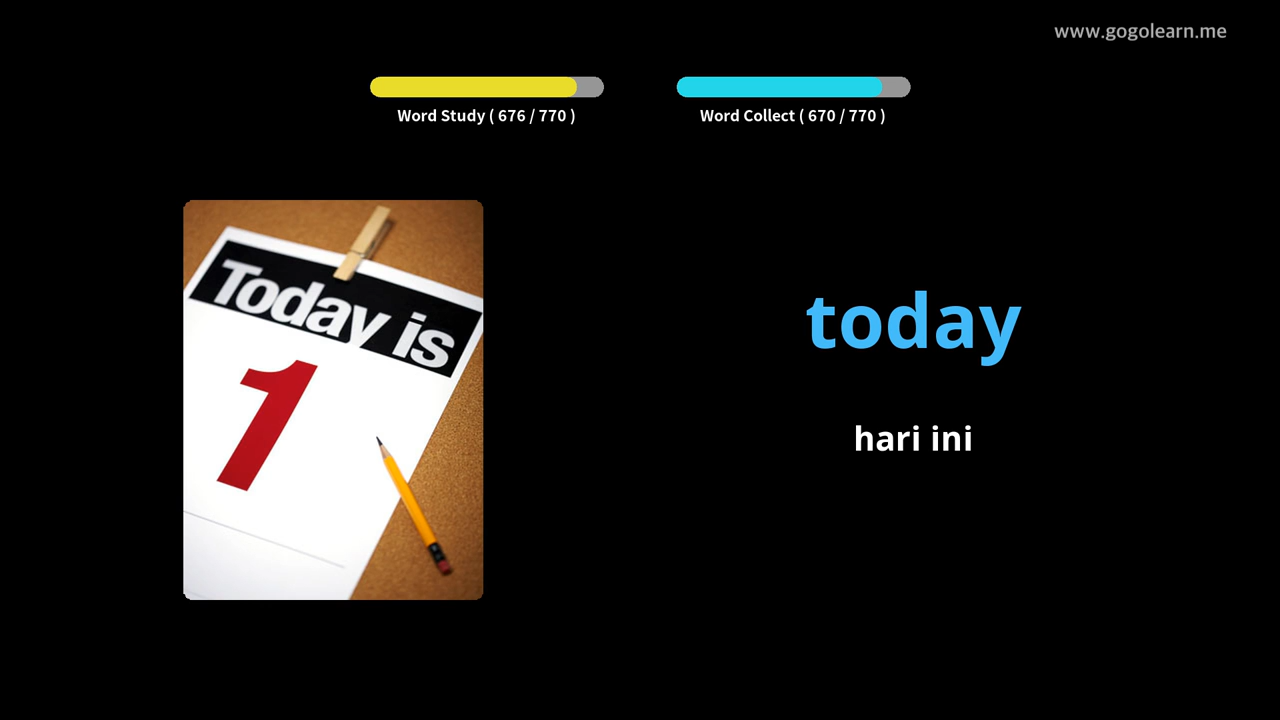 www.gogolearn.me
Word Study ( 676 / 770 )
Word Collect ( 670 / 770 )
Today is
1
today
hari ini